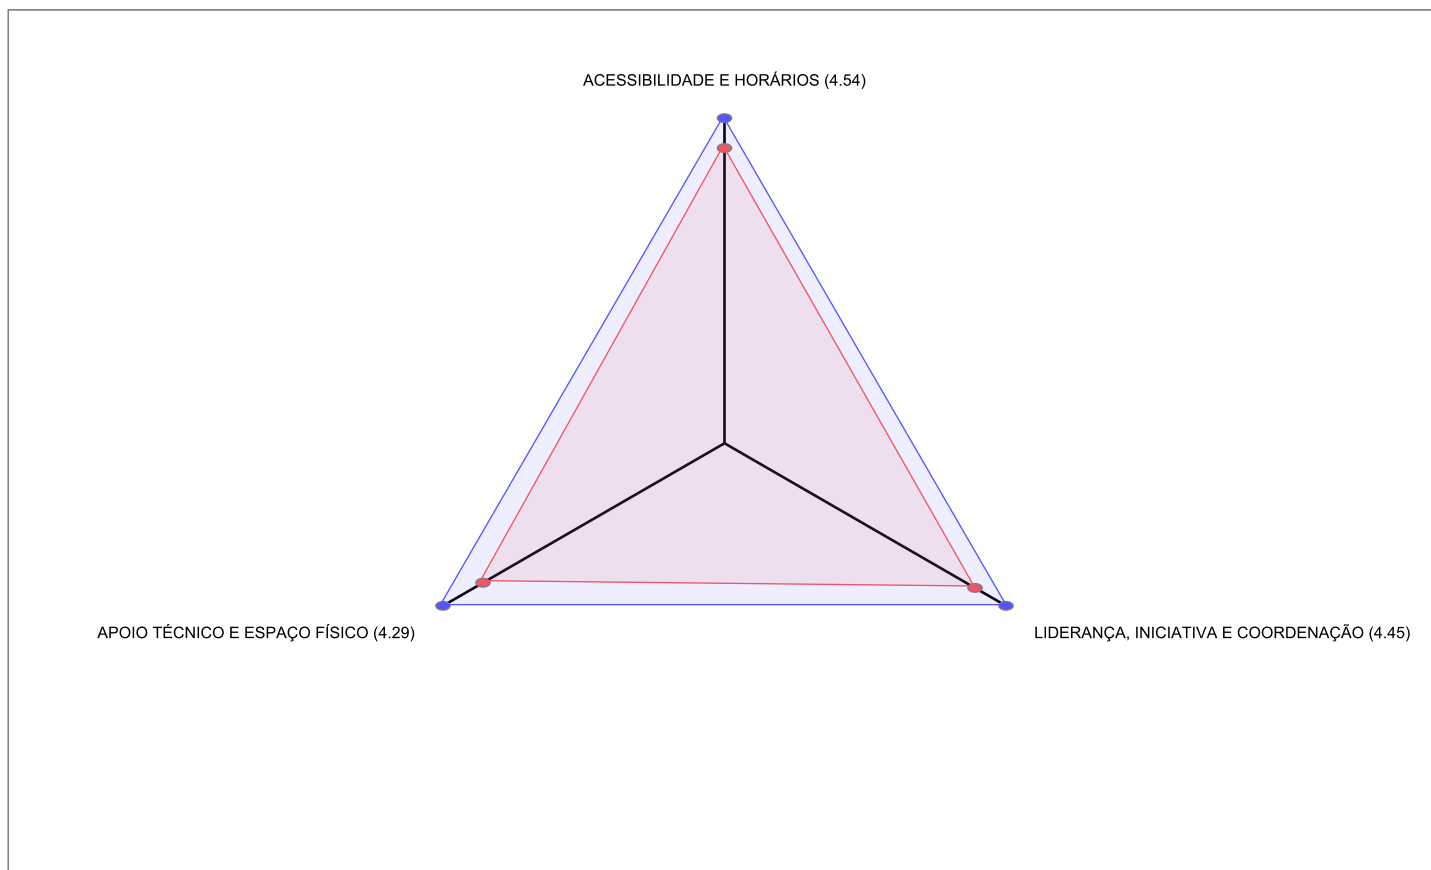 ACESSIBILIDADE E HORÁRIOS (4.54)
APOIO TÉCNICO E ESPAÇO FÍSICO (4.29)
LIDERANÇA, INICIATIVA E COORDENAÇÃO (4.45)